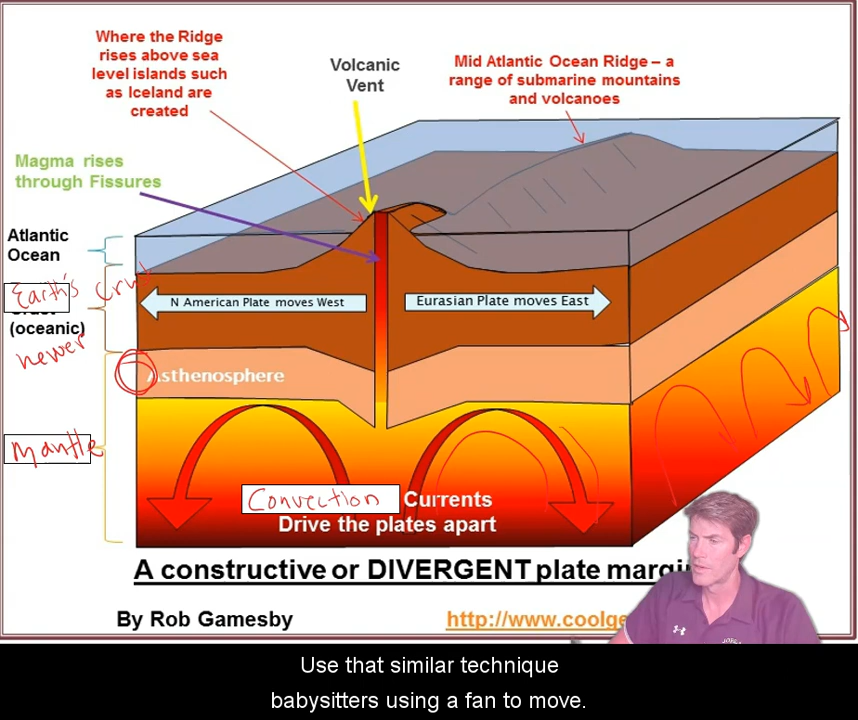 Where the Ridge
rises above sea
level islands such
as Iceland are
created
Volcanic
Vent
Mid Atlantic Ocean Ridge – a
range of submarine mountains
and volcanoes
Magma rises
through Fissures
Atlantic
Ocean
Earth's Crust
(oceanic)
newer
N American Plate moves West
Eurasian Plate moves East
Asthenosphere
Mantle
Convection Currents
Drive the plates apart
A constructive or DIVERGENT plate margin
By Rob Gamesby
http://www.coolge
Use that similar technique
babysitters using a fan to move.